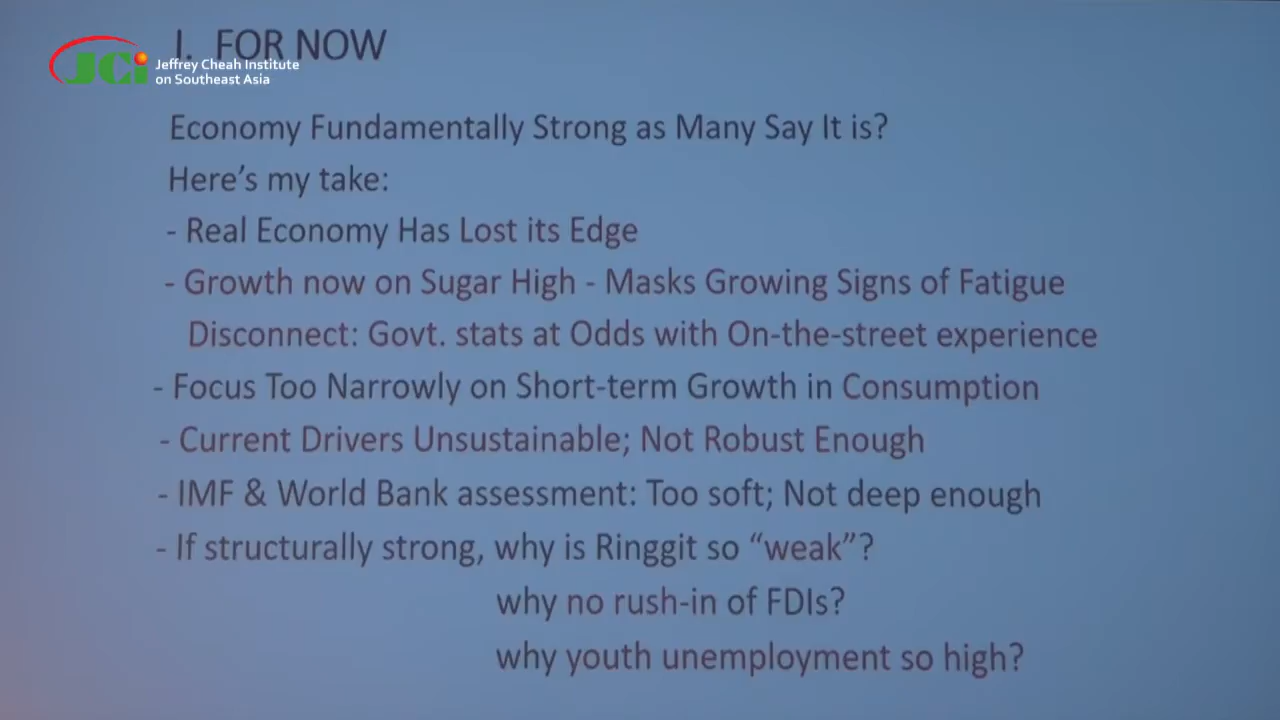 I. FOR NOW
JCi
Jeffrey Cheah Institute
on Southeast Asia
Economy Fundamentally Strong as Many Say It is?
Here's my take:
- Real Economy Has Lost its Edge
- Growth now on Sugar High - Masks Growing Signs of Fatigue
Disconnect: Govt. stats at Odds with On-the-street experience
- Focus Too Narrowly on Short-term Growth in Consumption
- Current Drivers Unsustainable; Not Robust Enough
- IMF & World Bank assessment: Too soft; Not deep enough
- If structurally strong, why is Ringgit so “weak”?
why no rush-in of FDIs?
why youth unemployment so high?